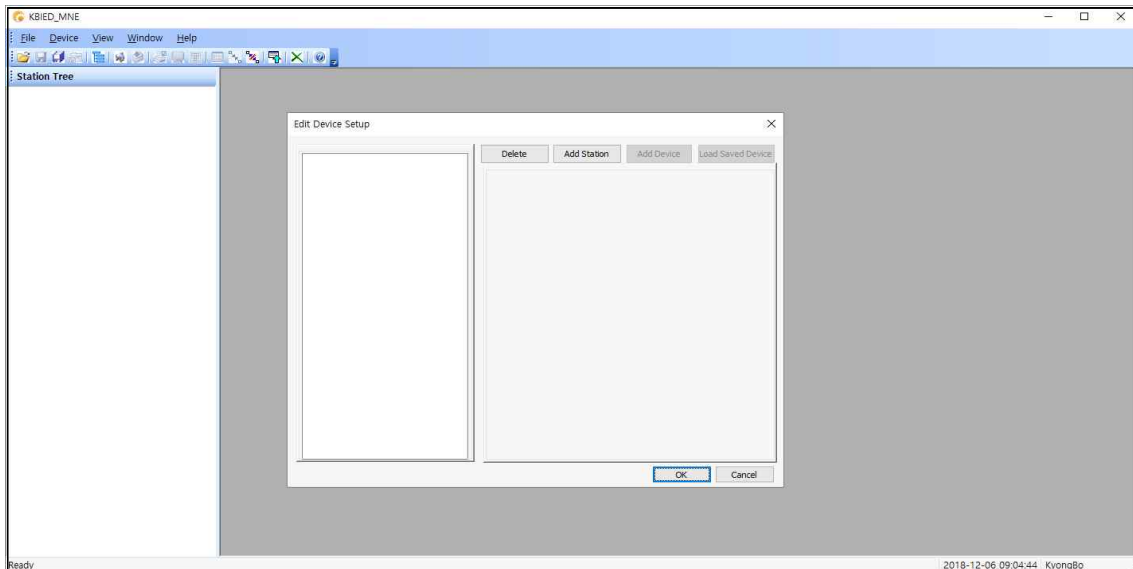 KBIED_MNE
File Device View Window Help
Station Tree
Edit Device Setup
Delete Add Station Add Device Load Saved Device
OK Cancel
Ready 2018-12-06 09:04:44 KyongBo